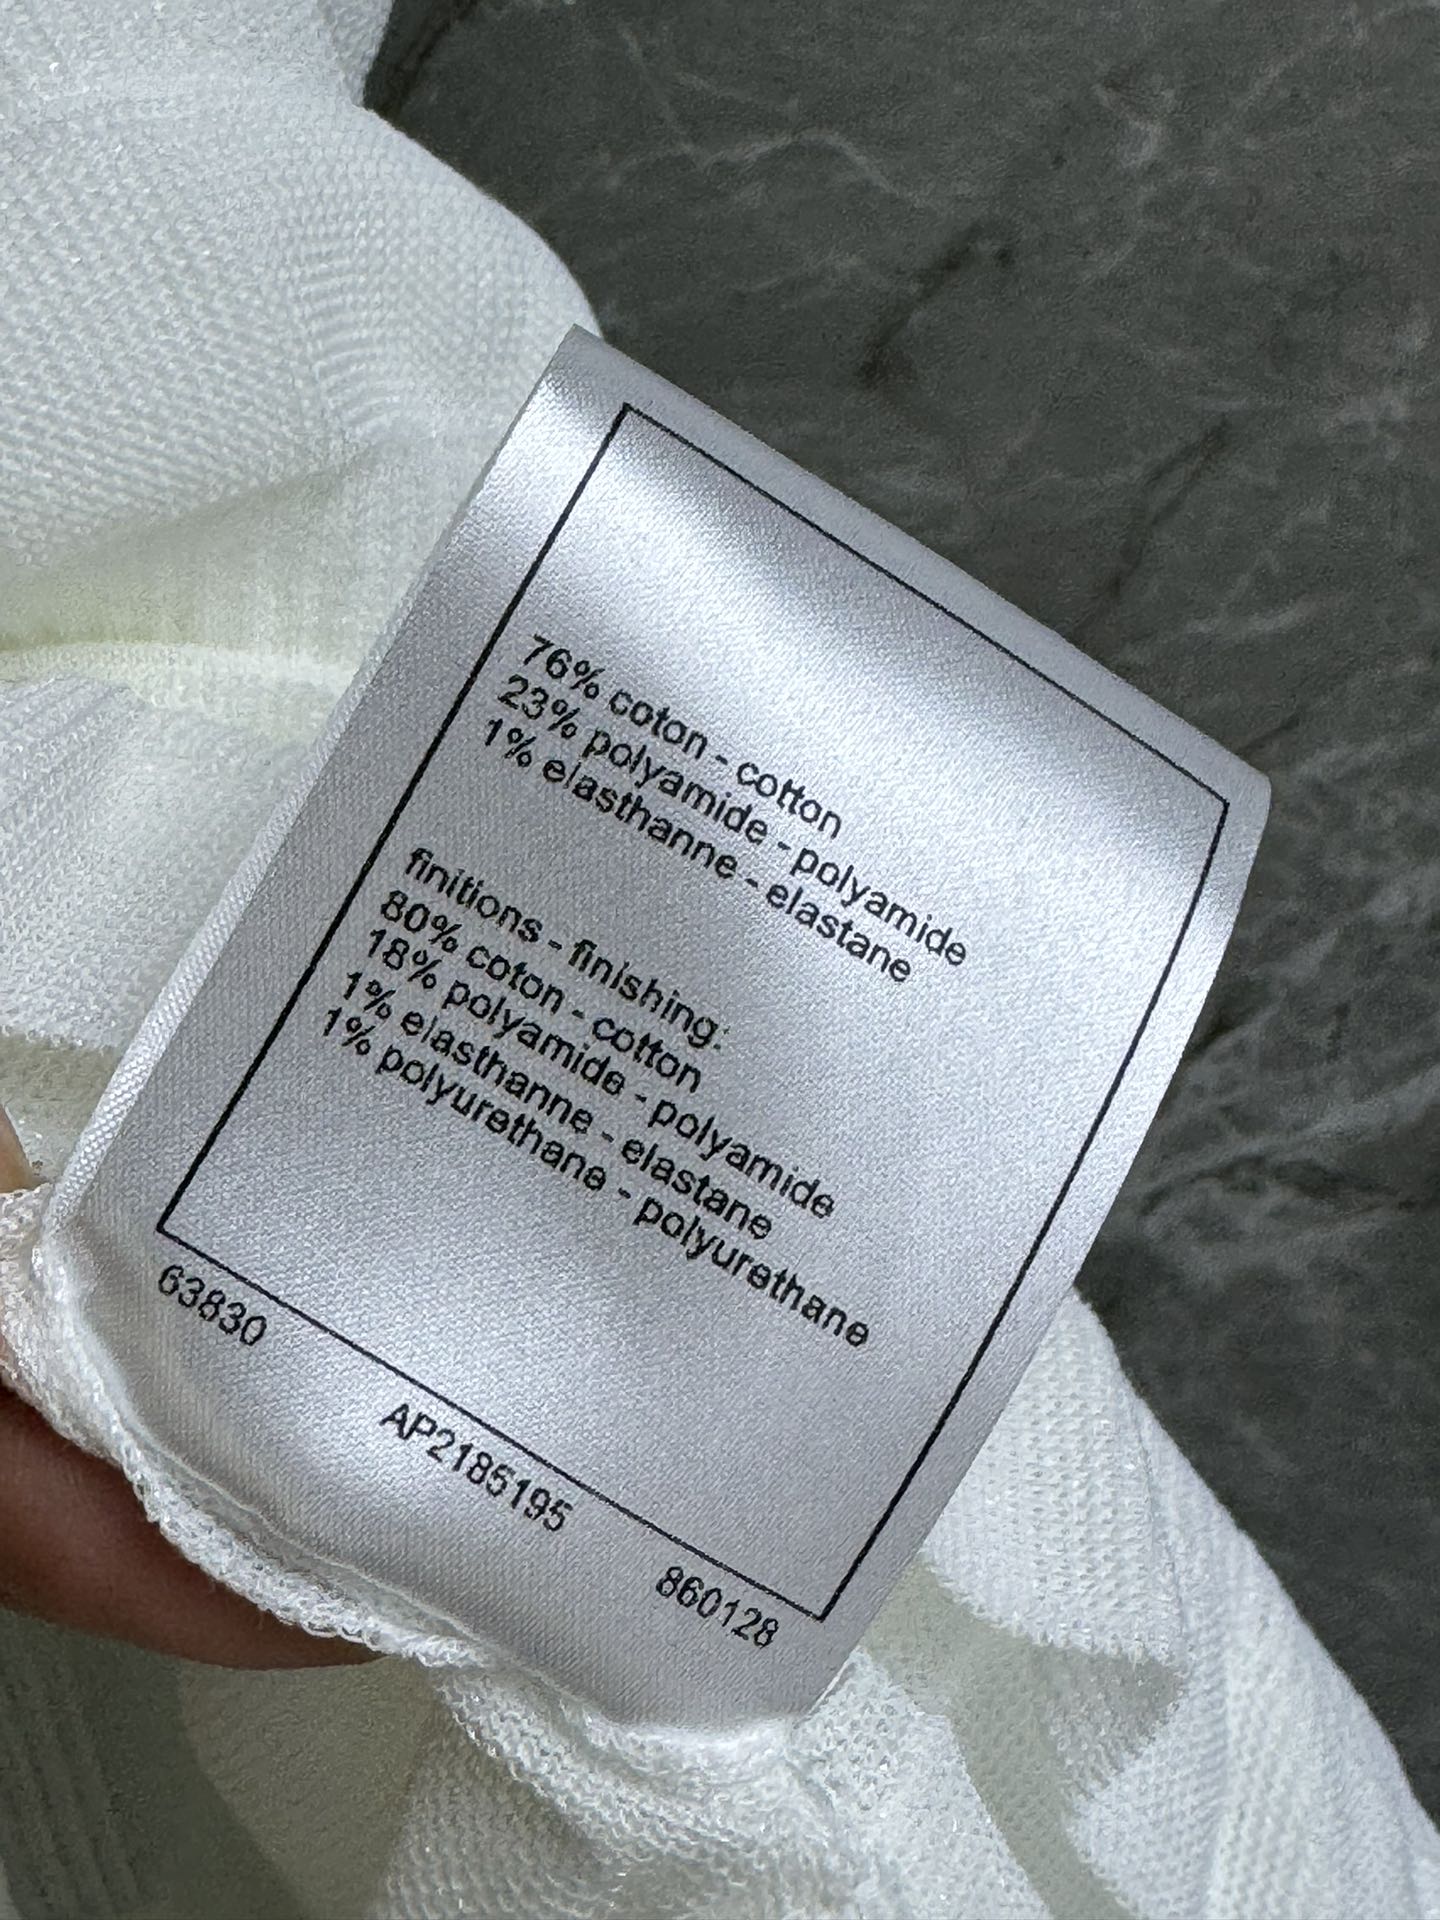 76% coton - cotton
23% polyamide - polyamide
1% elasthanne - elastane
finitions - finishing:
80% coton - cotton
18% polyamide - polyamide
1% elasthanne - elastane
1% polyurethane - polyurethane
63830 AP2185195 860128